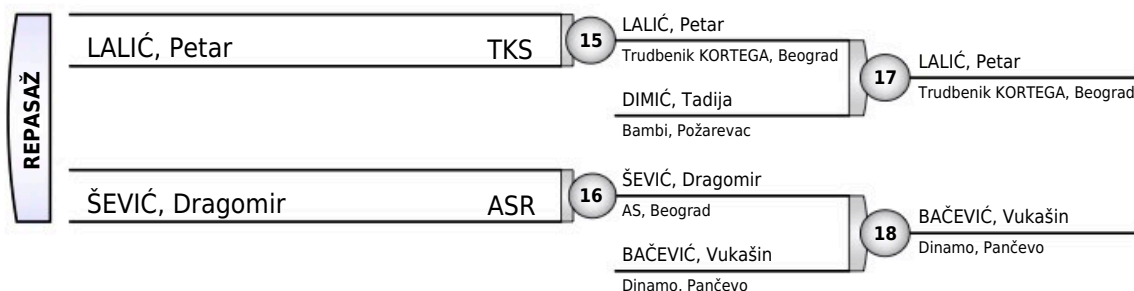 REPASAŽ
LALIĆ, Petar TKS
15
LALIĆ, Petar
Trudbenik KORTEGA, Beograd
DIMIĆ, Tadija
Bambi, Požarevac
17
LALIĆ, Petar
Trudbenik KORTEGA, Beograd
ŠEVIĆ, Dragomir ASR
16
ŠEVIĆ, Dragomir
AS, Beograd
BAČEVIĆ, Vukašin
Dinamo, Pančevo
18
BAČEVIĆ, Vukašin
Dinamo, Pančevo